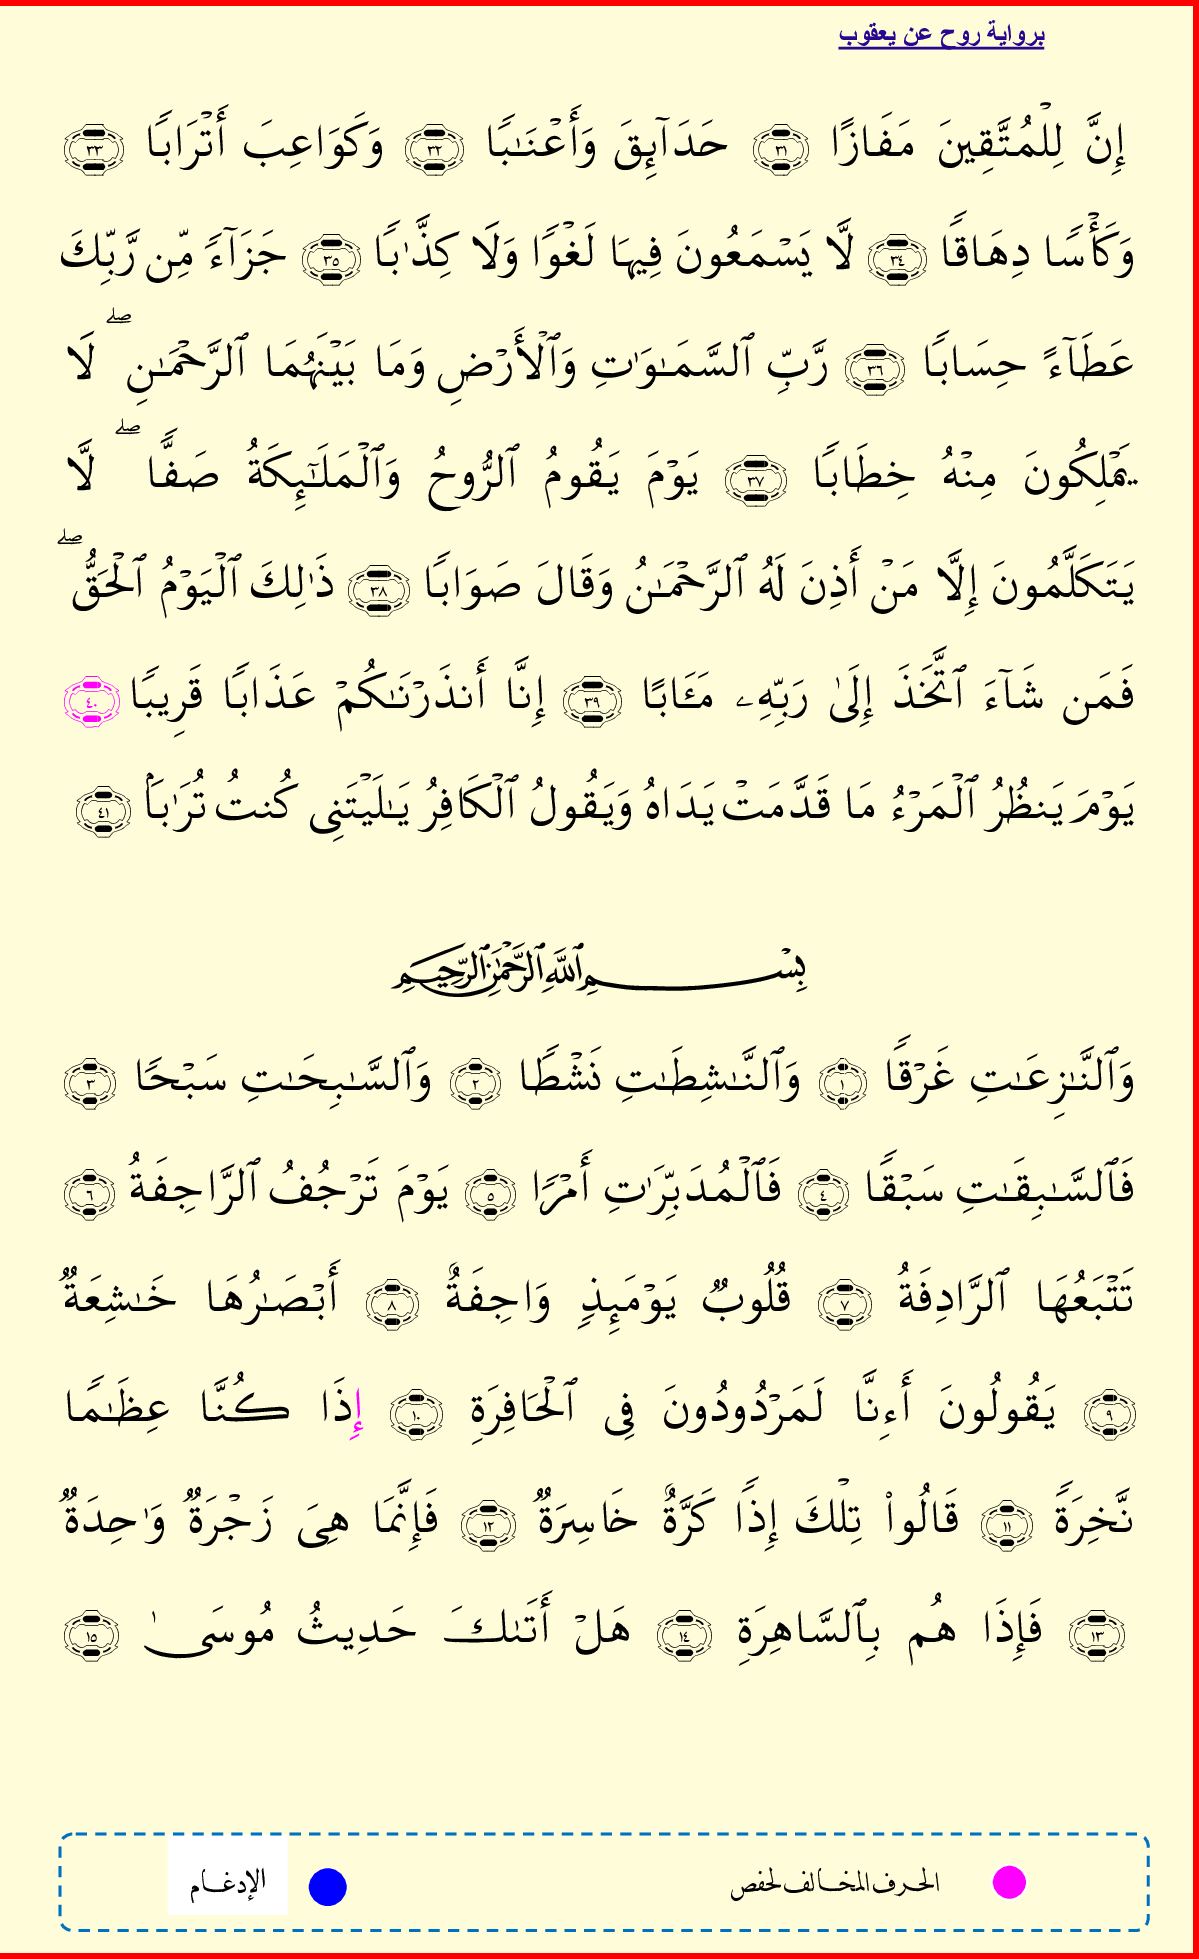 برواية روح عن يعقوب
إِنَّ لِلْمُتَّقِينَ مَفَازًا ٣١ حَدَآئِقَ وَأَعْنَـٰبًا ٣٢ وَكَوَاعِبَ أَتْرَابًا ٣٣
وَكَأْسًا دِهَاقًا ٣٤ لَّا يَسْمَعُونَ فِيهَا لَغْوًا وَلَا كِذَّٰبًا ٣٥ جَزَآءً مِّن رَّبِّكَ
عَطَآءً حِسَابًا ٣٦ رَّبِّ ٱلسَّمَـٰوَٰتِ وَٱلْأَرْضِ وَمَا بَيْنَهُمَا ٱلرَّحْمَـٰنِ ۖ لَا
يَمْلِكُونَ مِنْهُ خِطَابًا ٣٧ يَوْمَ يَقُومُ ٱلرُّوحُ وَٱلْمَلَـٰٓئِكَةُ صَفًّا ۖ لَّا
يَتَكَلَّمُونَ إِلَّا مَنْ أَذِنَ لَهُ ٱلرَّحْمَـٰنُ وَقَالَ صَوَابًا ٣٨ ذَٰلِكَ ٱلْيَوْمُ ٱلْحَقُّ ۖ
فَمَن شَآءَ ٱتَّخَذَ إِلَىٰ رَبِّهِۦ مَـَٔابًا ٣٩ إِنَّا أَنذَرْنَـٰكُمْ عَذَابًا قَرِيبًا ٤٠
يَوْمَ يَنظُرُ ٱلْمَرْءُ مَا قَدَّمَتْ يَدَاهُ وَيَقُولُ ٱلْكَافِرُ يَـٰلَيْتَنِى كُنتُ تُرَٰبَۢا ٤١
بِسْمِ ٱللَّهِ ٱلرَّحْمَـٰنِ ٱلرَّحِيمِ
وَٱلنَّـٰزِعَـٰتِ غَرْقًا ١ وَٱلنَّـٰشِطَـٰتِ نَشْطًا ٢ وَٱلسَّـٰبِحَـٰتِ سَبْحًا ٣
فَٱلسَّـٰبِقَـٰتِ سَبْقًا ٤ فَٱلْمُدَبِّرَٰتِ أَمْرًا ٥ يَوْمَ تَرْجُفُ ٱلرَّاجِفَةُ ٦
تَتْبَعُهَا ٱلرَّادِفَةُ ٧ قُلُوبٌ يَوْمَئِذٍ وَاجِفَةٌ ٨ أَبْصَـٰرُهَا خَـٰشِعَةٌ
٩ يَقُولُونَ أَءِنَّا لَمَرْدُودُونَ فِى ٱلْحَافِرَةِ ١٠ إِذَا كُنَّا عِظَـٰمًا
نَّخِرَةً ١١ قَالُوا۟ تِلْكَ إِذًا كَرَّةٌ خَاسِرَةٌ ١٢ فَإِنَّمَا هِىَ زَجْرَةٌ وَٰحِدَةٌ
١٣ فَإِذَا هُم بِٱلسَّاهِرَةِ ١٤ هَلْ أَتَىٰكَ حَدِيثُ مُوسَىٰ ١٥
الحرف المخالف لحفص
الإدغام